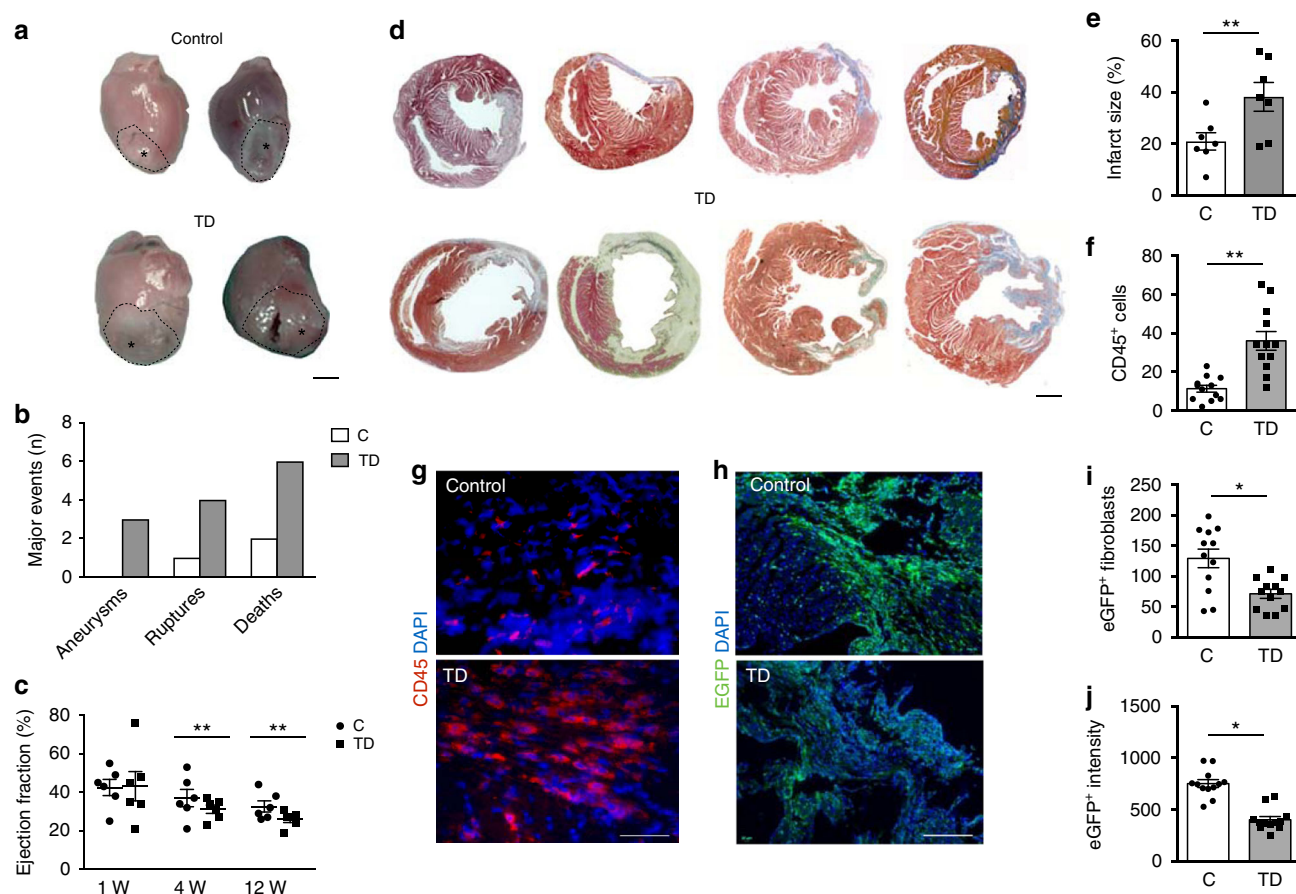 a
Control
*
*
TD
*
*
b
Major events (n)
8
6
4
2
0
C
TD
Aneurysms
Ruptures
Deaths
c
Ejection fraction (%)
80
60
40
20
0
**
**
C
TD
1 W
4 W
12 W
d
TD
e
Infarct size (%)
60
40
20
0
**
C
TD
f
CD45+ cells
80
60
40
20
0
**
C
TD
g
CD45 DAPI
Control
TD
h
EGFP DAPI
Control
TD
i
eGFP+ fibroblasts
250
200
150
100
50
0
*
C
TD
j
eGFP+ intensity
1500
1000
500
0
*
C
TD